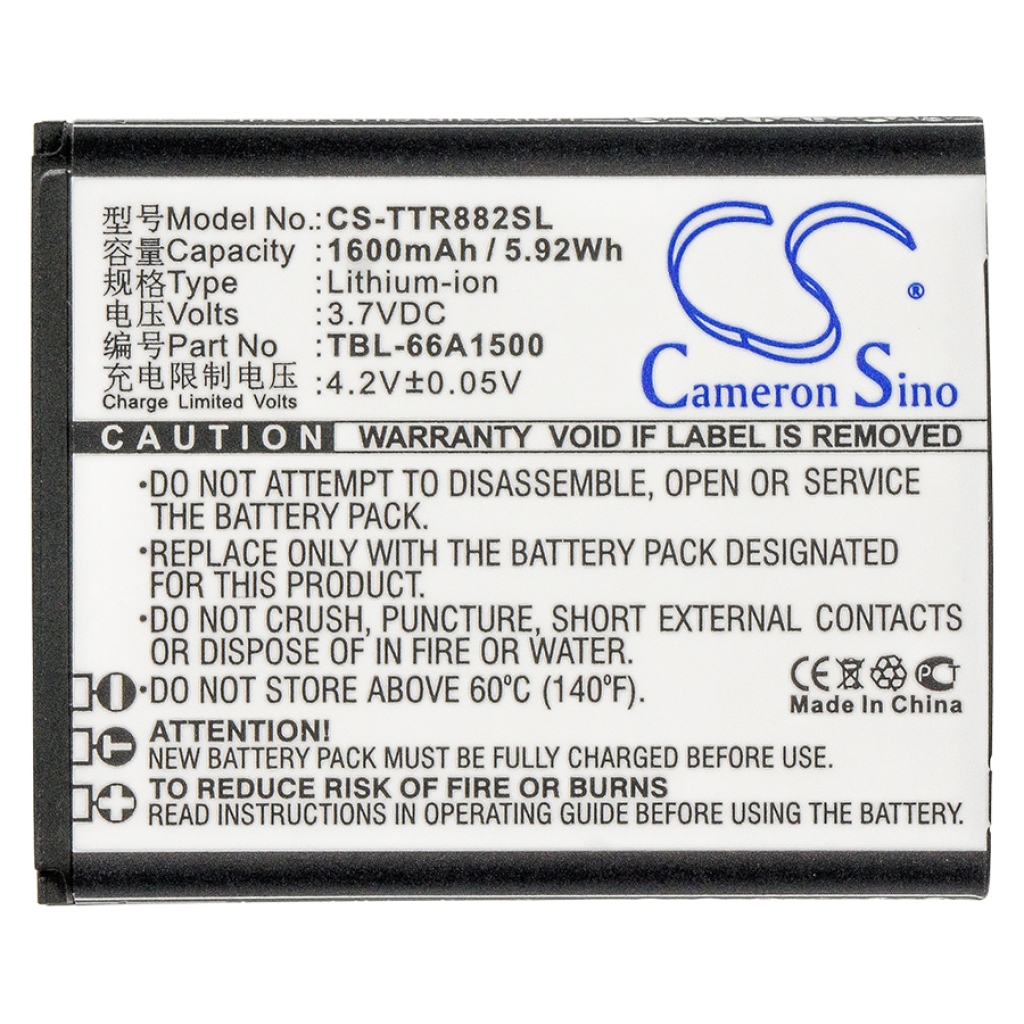 型号Model No.:CS-TTR882SL
容量Capacity :1600mAh / 5.92Wh
规格Type :Lithium-ion
电压Volts :3.7VDC
编号Part No :TBL-66A1500
充电限制电压:4.2V±0.05V
Charge Limited Volts
CS®
Cameron Sino
CAUTION WARRANTY VOID IF LABEL IS REMOVED
•DO NOT ATTEMPT TO DISASSEMBLE, OPEN OR SERVICE
THE BATTERY PACK.
•REPLACE ONLY WITH THE BATTERY PACK DESIGNATED
FOR THIS PRODUCT.
•DO NOT CRUSH, PUNCTURE, SHORT EXTERNAL CONTACTS
OR DISPOSE OF IN FIRE OR WATER.
•DO NOT STORE ABOVE 60℃ (140℉).
CE PCT
Made In China
ATTENTION!
NEW BATTERY PACK MUST BE FULLY CHARGED BEFORE USE.
TO REDUCE RISK OF FIRE OR BURNS
READ INSTRUCTIONS IN OPERATING GUIDE BEFORE USING THE BATTERY.